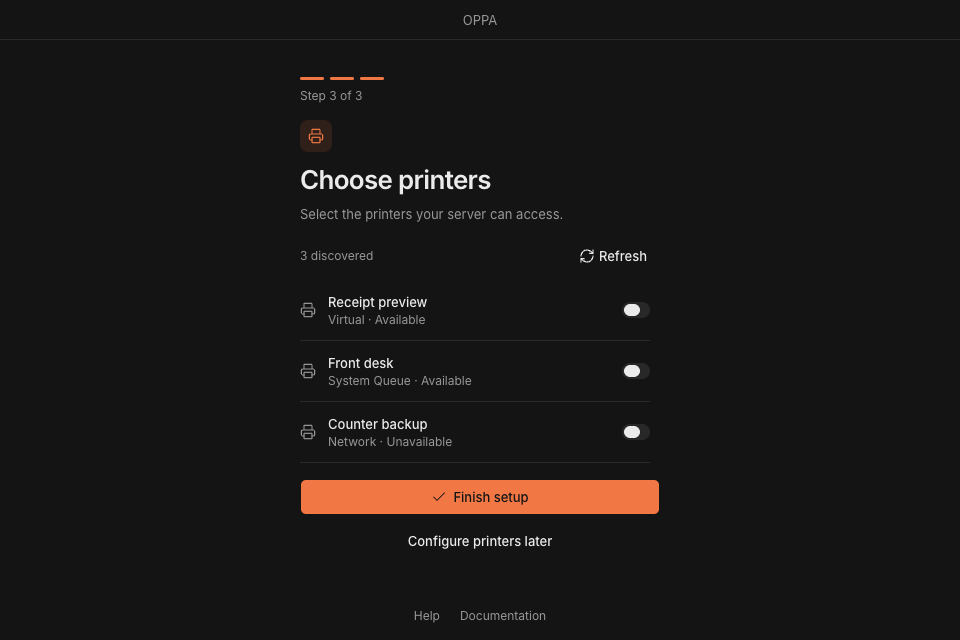 OPPA
Step 3 of 3
Choose printers
Select the printers your server can access.
3 discovered
Refresh
Receipt preview
Virtual · Available
Front desk
System Queue · Available
Counter backup
Network · Unavailable
Finish setup
Configure printers later
Help
Documentation